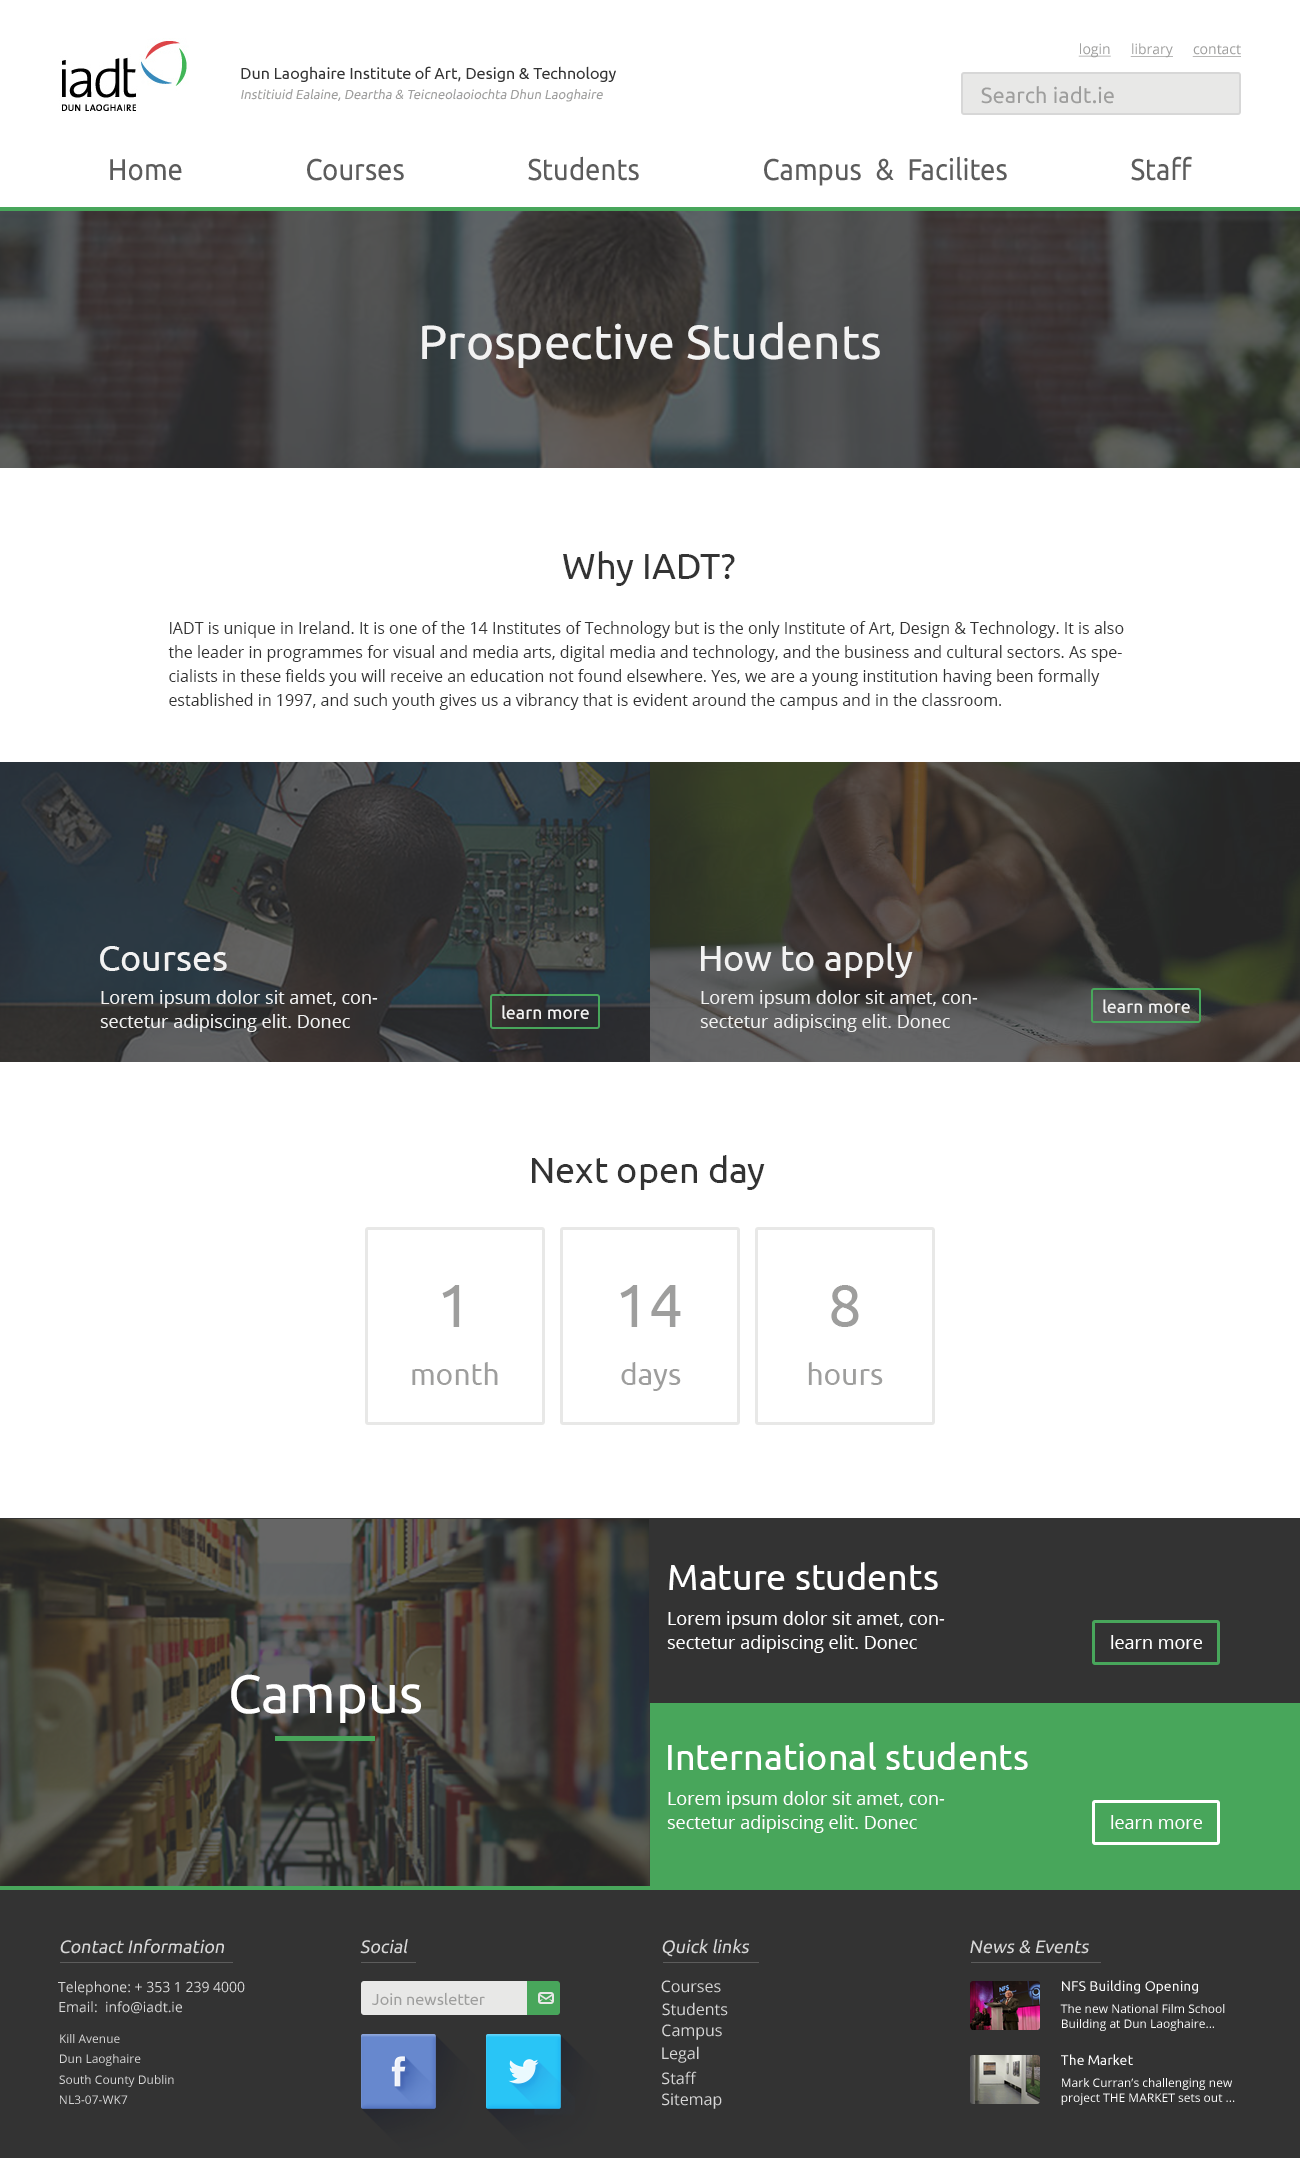 iadt
DUN LAOGHAIRE
Dun Laoghaire Institute of Art, Design & Technology
Institiuid Ealaine, Deartha & Teicneolaoiochta Dhun Laoghaire
login library contact
Search iadt.ie
Home Courses Students Campus & Facilites Staff
Prospective Students
Why IADT?
IADT is unique in Ireland. It is one of the 14 Institutes of Technology but is the only Institute of Art, Design & Technology. It is also
the leader in programmes for visual and media arts, digital media and technology, and the business and cultural sectors. As spe-
cialists in these fields you will receive an education not found elsewhere. Yes, we are a young institution having been formally
established in 1997, and such youth gives us a vibrancy that is evident around the campus and in the classroom.
Courses
Lorem ipsum dolor sit amet, con-
sectetur adipiscing elit. Donec
learn more
How to apply
Lorem ipsum dolor sit amet, con-
sectetur adipiscing elit. Donec
learn more
Next open day
1
month
14
days
8
hours
Campus
Mature students
Lorem ipsum dolor sit amet, con-
sectetur adipiscing elit. Donec
learn more
International students
Lorem ipsum dolor sit amet, con-
sectetur adipiscing elit. Donec
learn more
Contact Information
Telephone: + 353 1 239 4000
Email: info@iadt.ie
Kill Avenue
Dun Laoghaire
South County Dublin
NL3-07-WK7
Social
Join newsletter
f
Quick links
Courses
Students
Campus
Legal
Staff
Sitemap
News & Events
NFS
NFS Building Opening
The new National Film School
Building at Dun Laoghaire...
The Market
Mark Curran's challenging new
project THE MARKET sets out ...